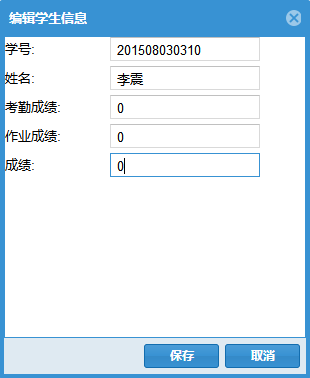 编辑学生信息
学号: 201508030310
姓名: 李震
考勤成绩: 0
作业成绩: 0
成绩: 0
保存 取消